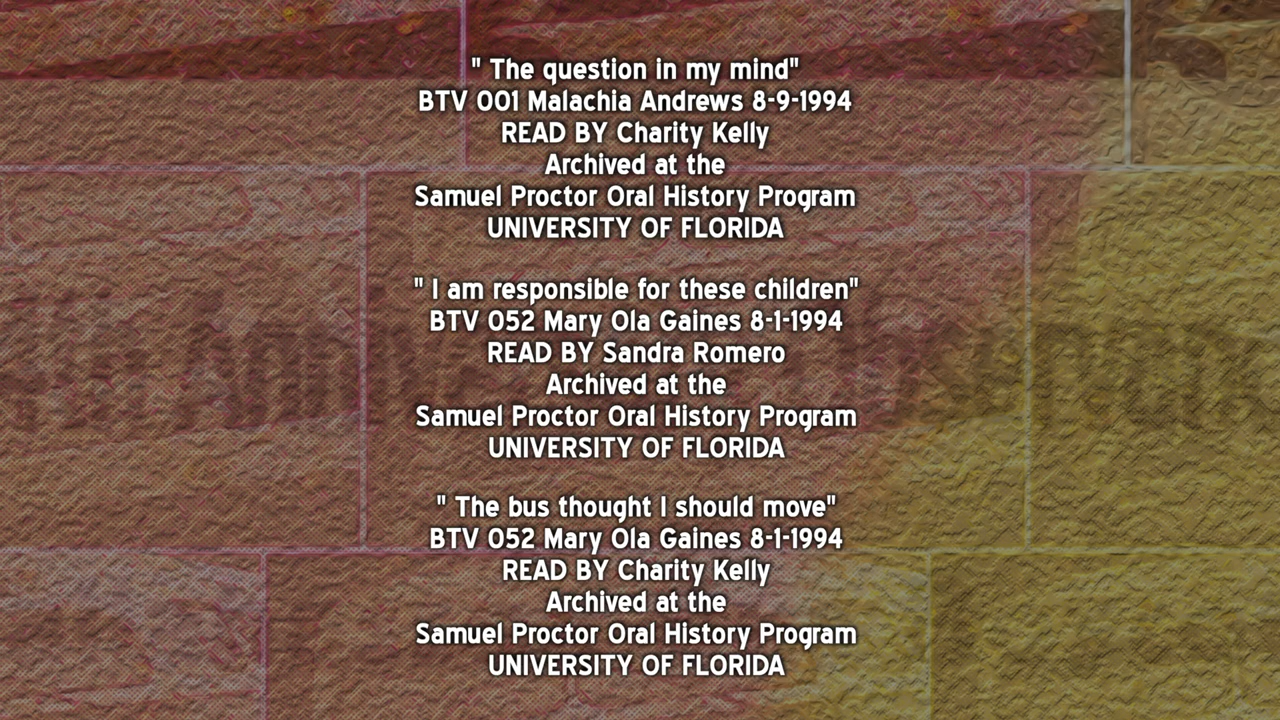 " The question in my mind"
BTV 001 Malachia Andrews 8-9-1994
READ BY Charity Kelly
Archived at the
Samuel Proctor Oral History Program
UNIVERSITY OF FLORIDA
" I am responsible for these children"
BTV 052 Mary Ola Gaines 8-1-1994
READ BY Sandra Romero
Archived at the
Samuel Proctor Oral History Program
UNIVERSITY OF FLORIDA
" The bus thought I should move"
BTV 052 Mary Ola Gaines 8-1-1994
READ BY Charity Kelly
Archived at the
Samuel Proctor Oral History Program
UNIVERSITY OF FLORIDA